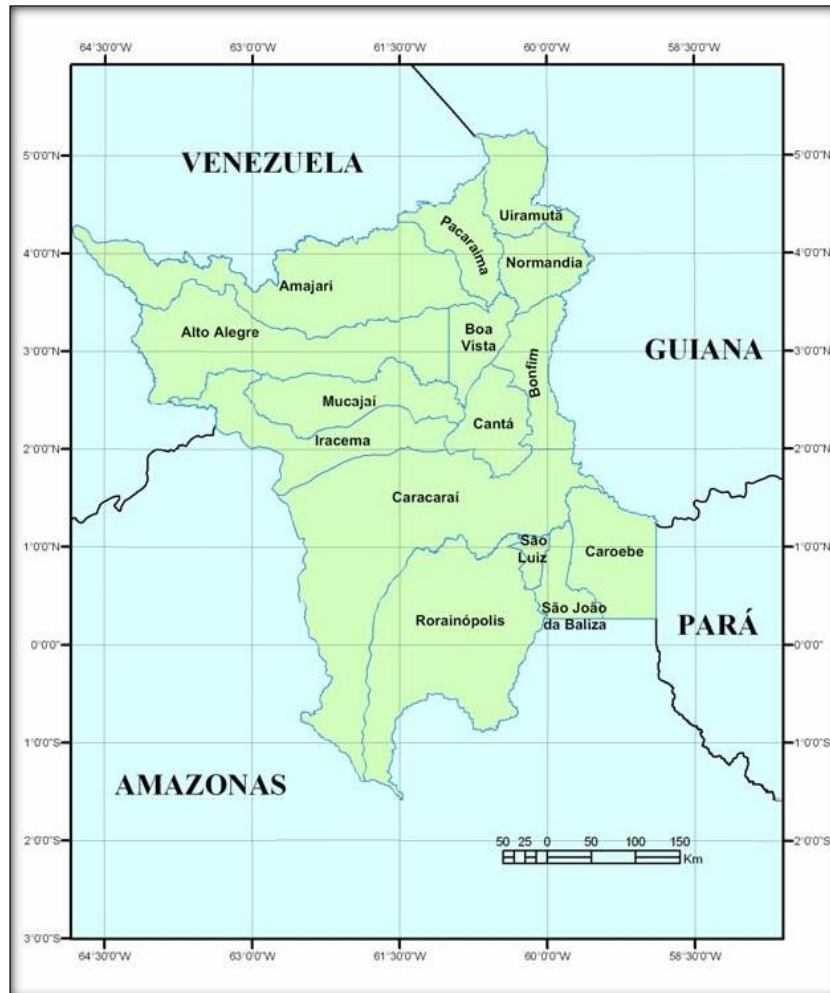 64°30'0"W 63°0'0"W 61°30'0"W 60°0'0"W 58°30'0"W
5°0'0"N 5°0'0"N
VENEZUELA
Uiramutã
Pacaraima
4°0'0"N 4°0'0"N
Normandia
Amajari
Alto Alegre
Boa
Vista
3°0'0"N 3°0'0"N
GUIANA
Bonfim
Mucajaí
Cantá
Iracema
2°0'0"N 2°0'0"N
Caracaraí
1°0'0"N 1°0'0"N
São
Luiz
Caroebe
Rorainópolis
São João
da Baliza
PARÁ
0°0'0" 0°0'0"
1°0'0"S 1°0'0"S
AMAZONAS
2°0'0"S 2°0'0"S
50 25 0 50 100 150
Km
3°0'0"S 3°0'0"S
64°30'0"W 63°0'0"W 61°30'0"W 60°0'0"W 58°30'0"W